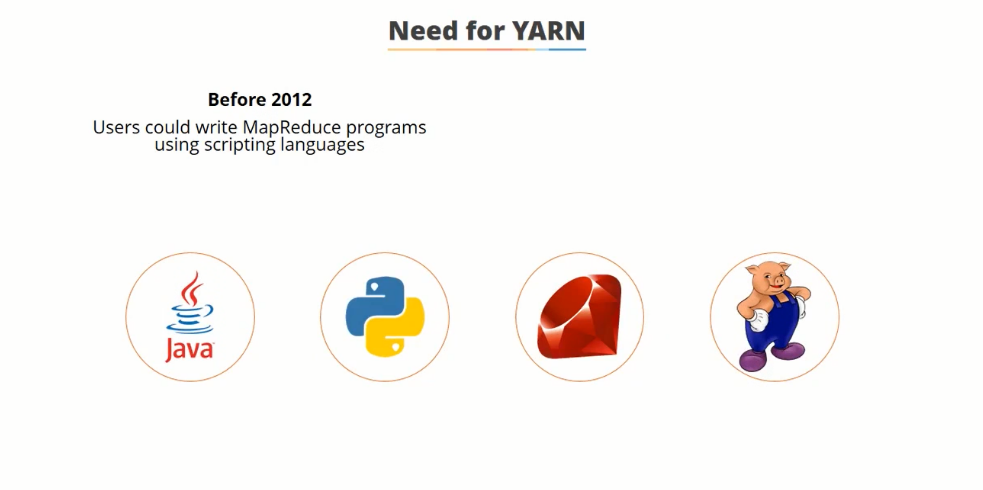 Need for YARN
Before 2012
Users could write MapReduce programs
using scripting languages
Java